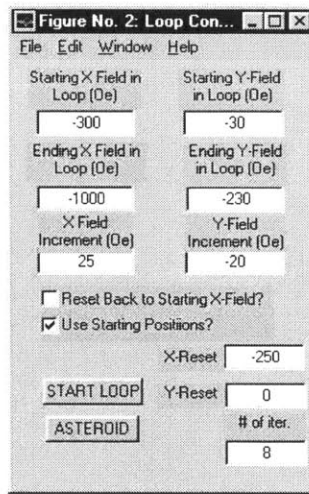 Figure No. 2: Loop Con...
File Edit Window Help
Starting X Field in Loop (Oe)
Starting Y-Field in Loop (Oe)
-300
-30
Ending X Field in Loop (Oe)
Ending Y-Field in Loop (Oe)
-1000
-230
X Field Increment (Oe)
Y-Field Increment (Oe)
25
-20
Reset Back to Starting X-Field?
Use Starting Positiions?
X-Reset -250
START LOOP
Y-Reset 0
ASTEROID
# of iter.
8